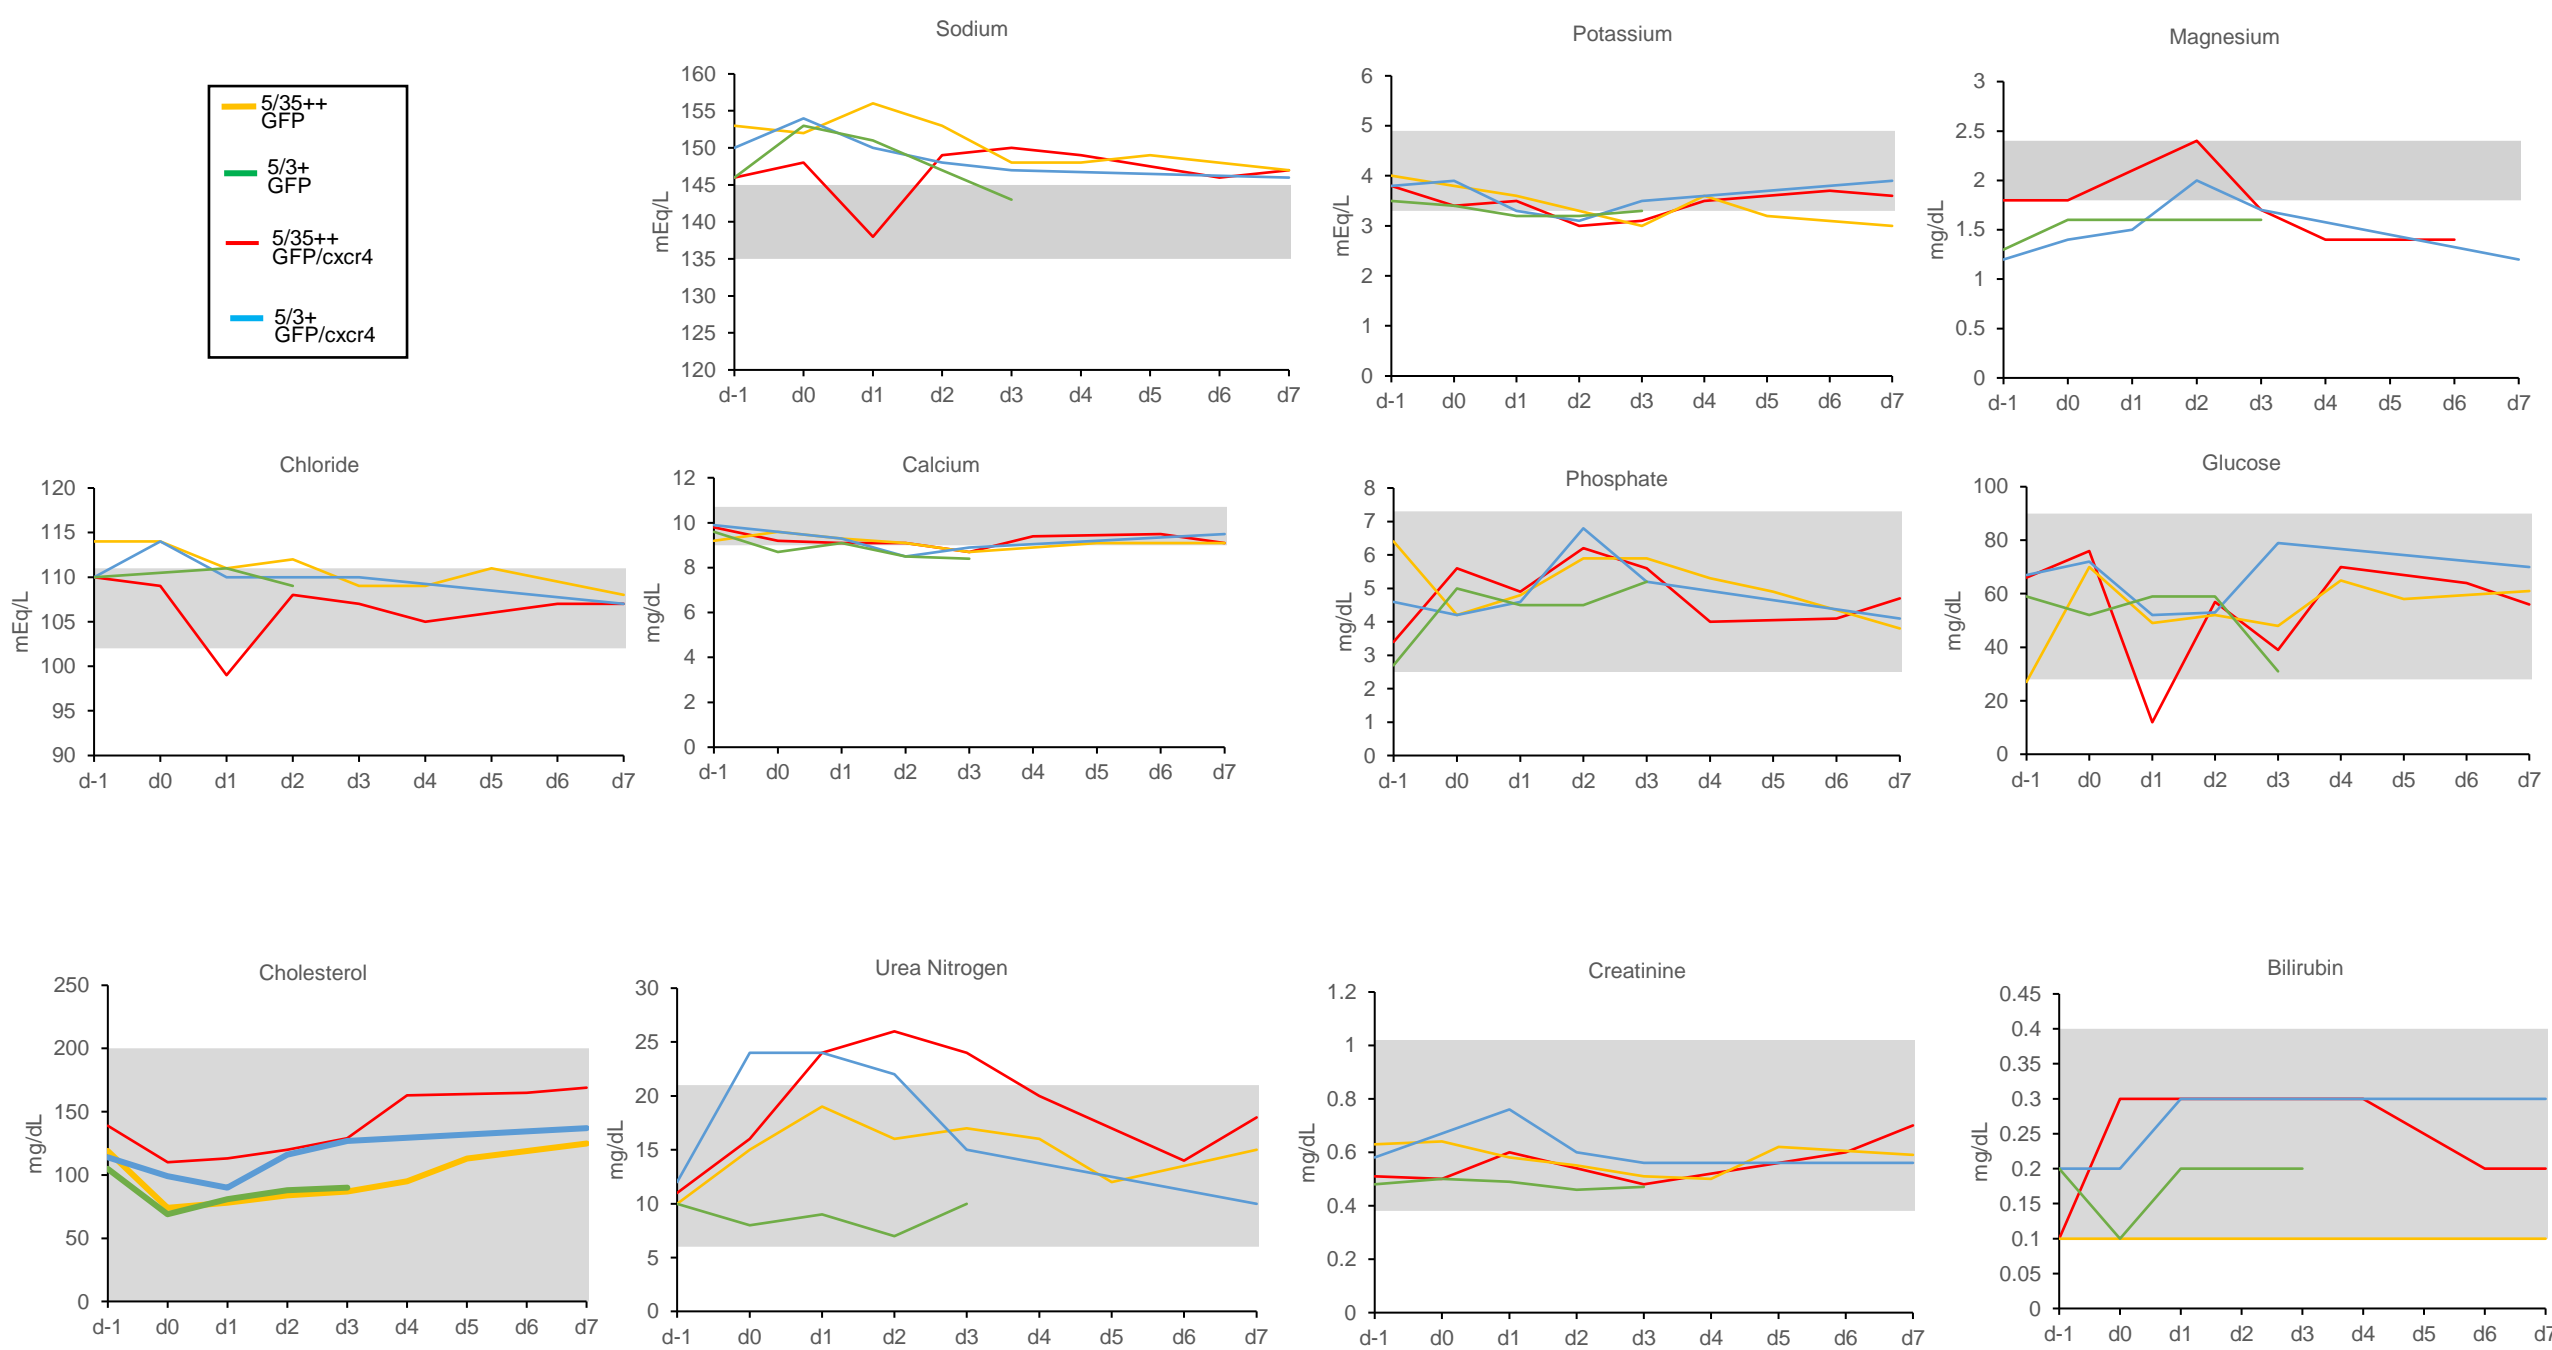 5/35++
GFP
5/3+
GFP
5/35++
GFP/cxcr4
5/3+
GFP/cxcr4
Sodium
mEq/L
160
155
150
145
140
135
130
125
120
d-1 d0 d1 d2 d3 d4 d5 d6 d7
Potassium
mEq/L
6
5
4
3
2
1
0
d-1 d0 d1 d2 d3 d4 d5 d6 d7
Magnesium
mg/dL
3
2.5
2
1.5
1
0.5
0
d-1 d0 d1 d2 d3 d4 d5 d6 d7
Chloride
mEq/L
120
115
110
105
100
95
90
d-1 d0 d1 d2 d3 d4 d5 d6 d7
Calcium
mg/dL
12
10
8
6
4
2
0
d-1 d0 d1 d2 d3 d4 d5 d6 d7
Phosphate
mg/dL
8
7
6
5
4
3
2
1
0
d-1 d0 d1 d2 d3 d4 d5 d6 d7
Glucose
mg/dL
100
80
60
40
20
0
d-1 d0 d1 d2 d3 d4 d5 d6 d7
Cholesterol
mg/dL
250
200
150
100
50
0
d-1 d0 d1 d2 d3 d4 d5 d6 d7
Urea Nitrogen
mg/dL
30
25
20
15
10
5
0
d-1 d0 d1 d2 d3 d4 d5 d6 d7
Creatinine
mg/dL
1.2
1
0.8
0.6
0.4
0.2
0
d-1 d0 d1 d2 d3 d4 d5 d6 d7
Bilirubin
mg/dL
0.45
0.4
0.35
0.3
0.25
0.2
0.15
0.1
0.05
0
d-1 d0 d1 d2 d3 d4 d5 d6 d7